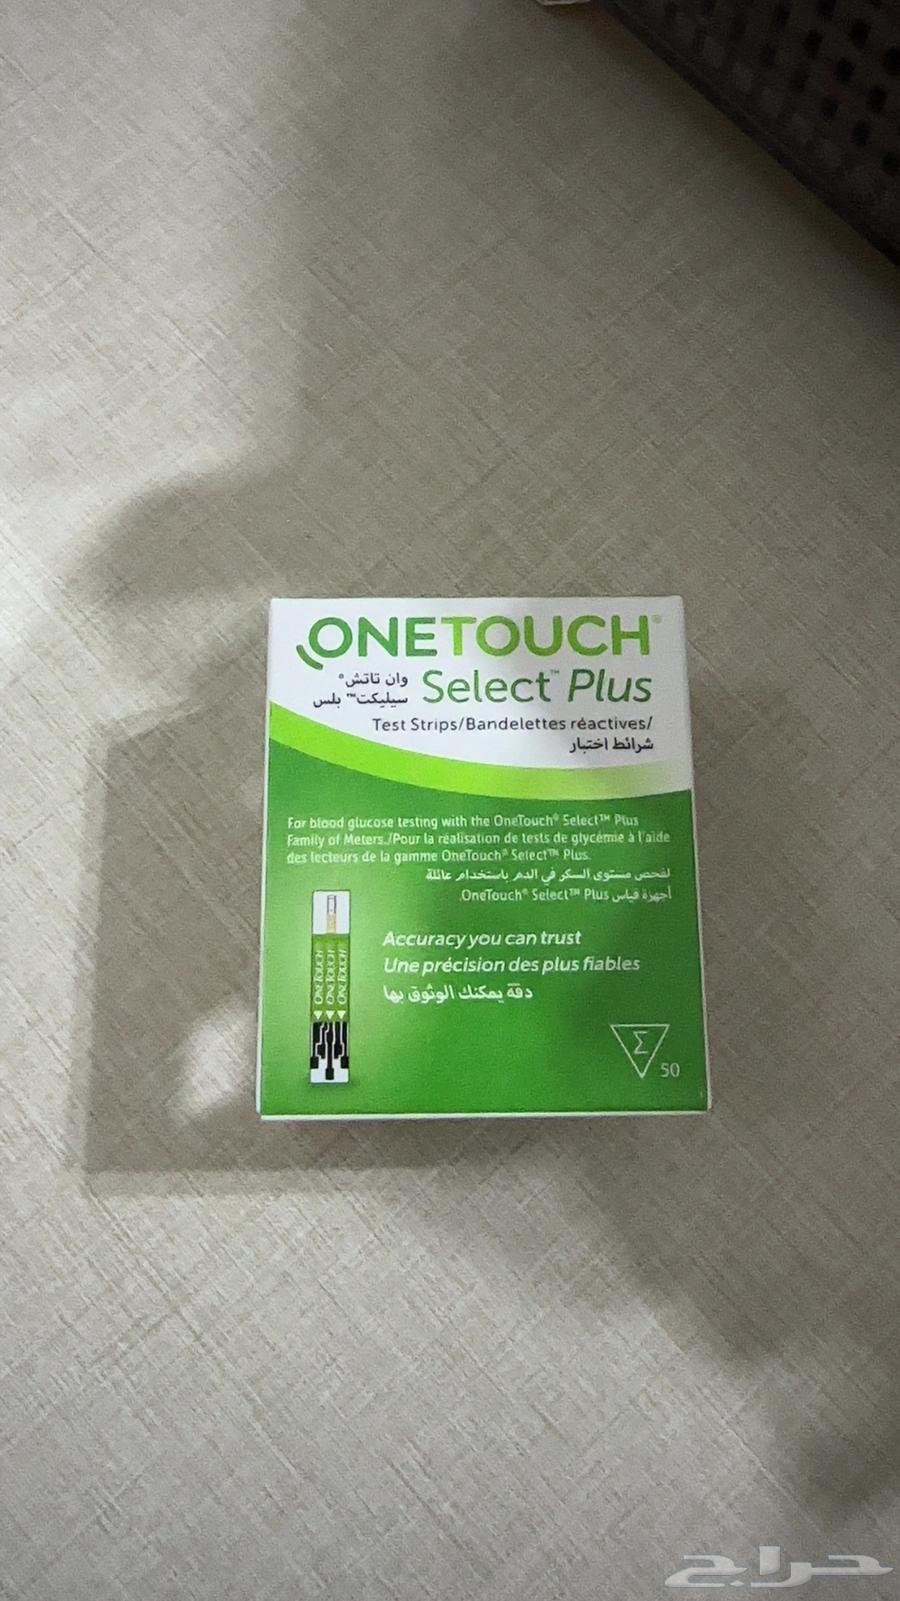 ONETOUCH®
وان تاتش® Select™ Plus
سيليكت™ بلس
Test Strips/Bandelettes réactives/
شرائط اختبار
For blood glucose testing with the OneTouch® Select™ Plus
Family of Meters./Pour la réalisation de tests de glycémie à l'aide
des lecteurs de la gamme OneTouch® Select™ Plus.
لفحص مستوى السكر في الدم باستخدام عائلة
أجهزة قياس OneTouch® Select™ Plus.
Accuracy you can trust
Une précision des plus fiables
دقة يمكنك الوثوق بها
ONETOUCH
ONETOUCH
ONETOUCH
Σ
50
حراج